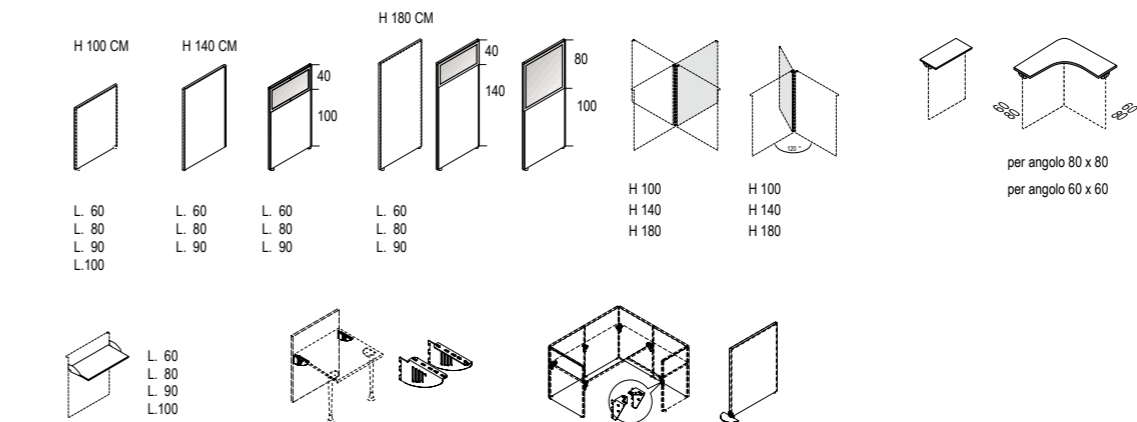 H 180 CM
H 100 CM
H 140 CM
40
100
40
140
80
100
120 °
per angolo 80 x 80
per angolo 60 x 60
L. 60
L. 80
L. 90
L.100
L. 60
L. 80
L. 90
L. 60
L. 80
L. 90
L. 60
L. 80
L. 90
H 100
H 140
H 180
H 100
H 140
H 180
L. 60
L. 80
L. 90
L.100